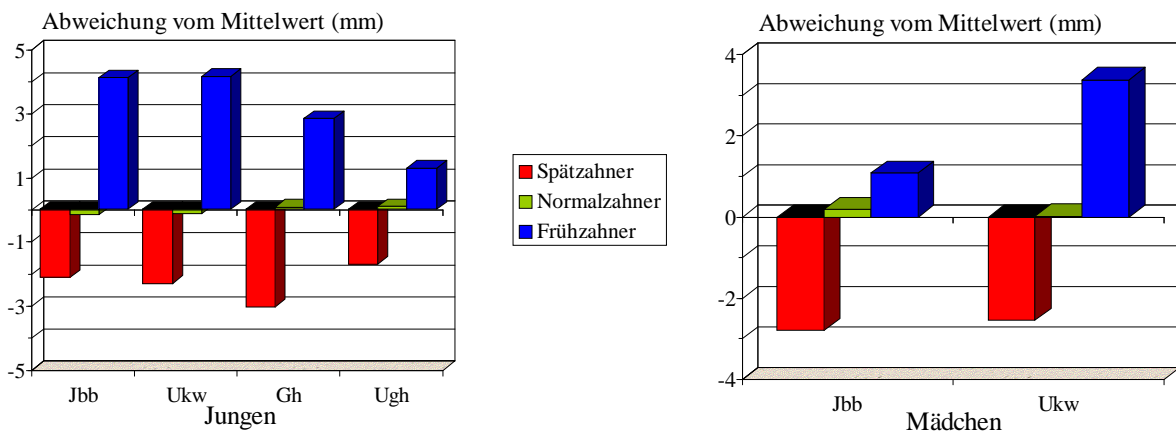 Abweichung vom Mittelwert (mm)
5
3
1
-1
-3
-5
Jbb Ukw Gh Ugh
Jungen
Spätzahner
Normalzahner
Frühzahner
Abweichung vom Mittelwert (mm)
4
2
0
-2
-4
Jbb Ukw
Mädchen